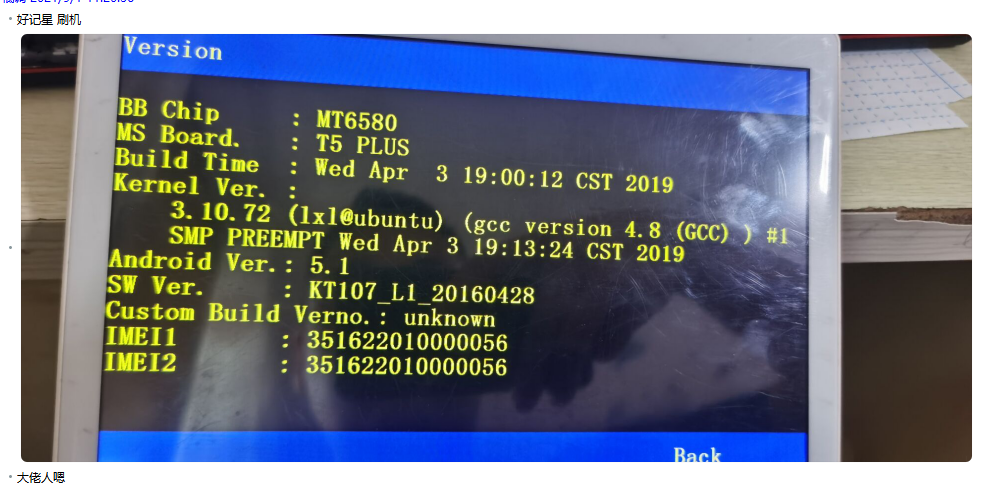 好记星 刷机
Version
BB Chip : MT6580
MS Board. : T5 PLUS
Build Time : Wed Apr 3 19:00:12 CST 2019
Kernel Ver. :
3.10.72 (lxl@ubuntu) (gcc version 4.8 (GCC) ) #1
SMP PREEMPT Wed Apr 3 19:13:24 CST 2019
Android Ver.: 5.1
SW Ver. : KT107_L1_20160428
Custom Build Verno.: unknown
IMEI1 : 351622010000056
IMEI2 : 351622010000056
Back
大佬人嗯